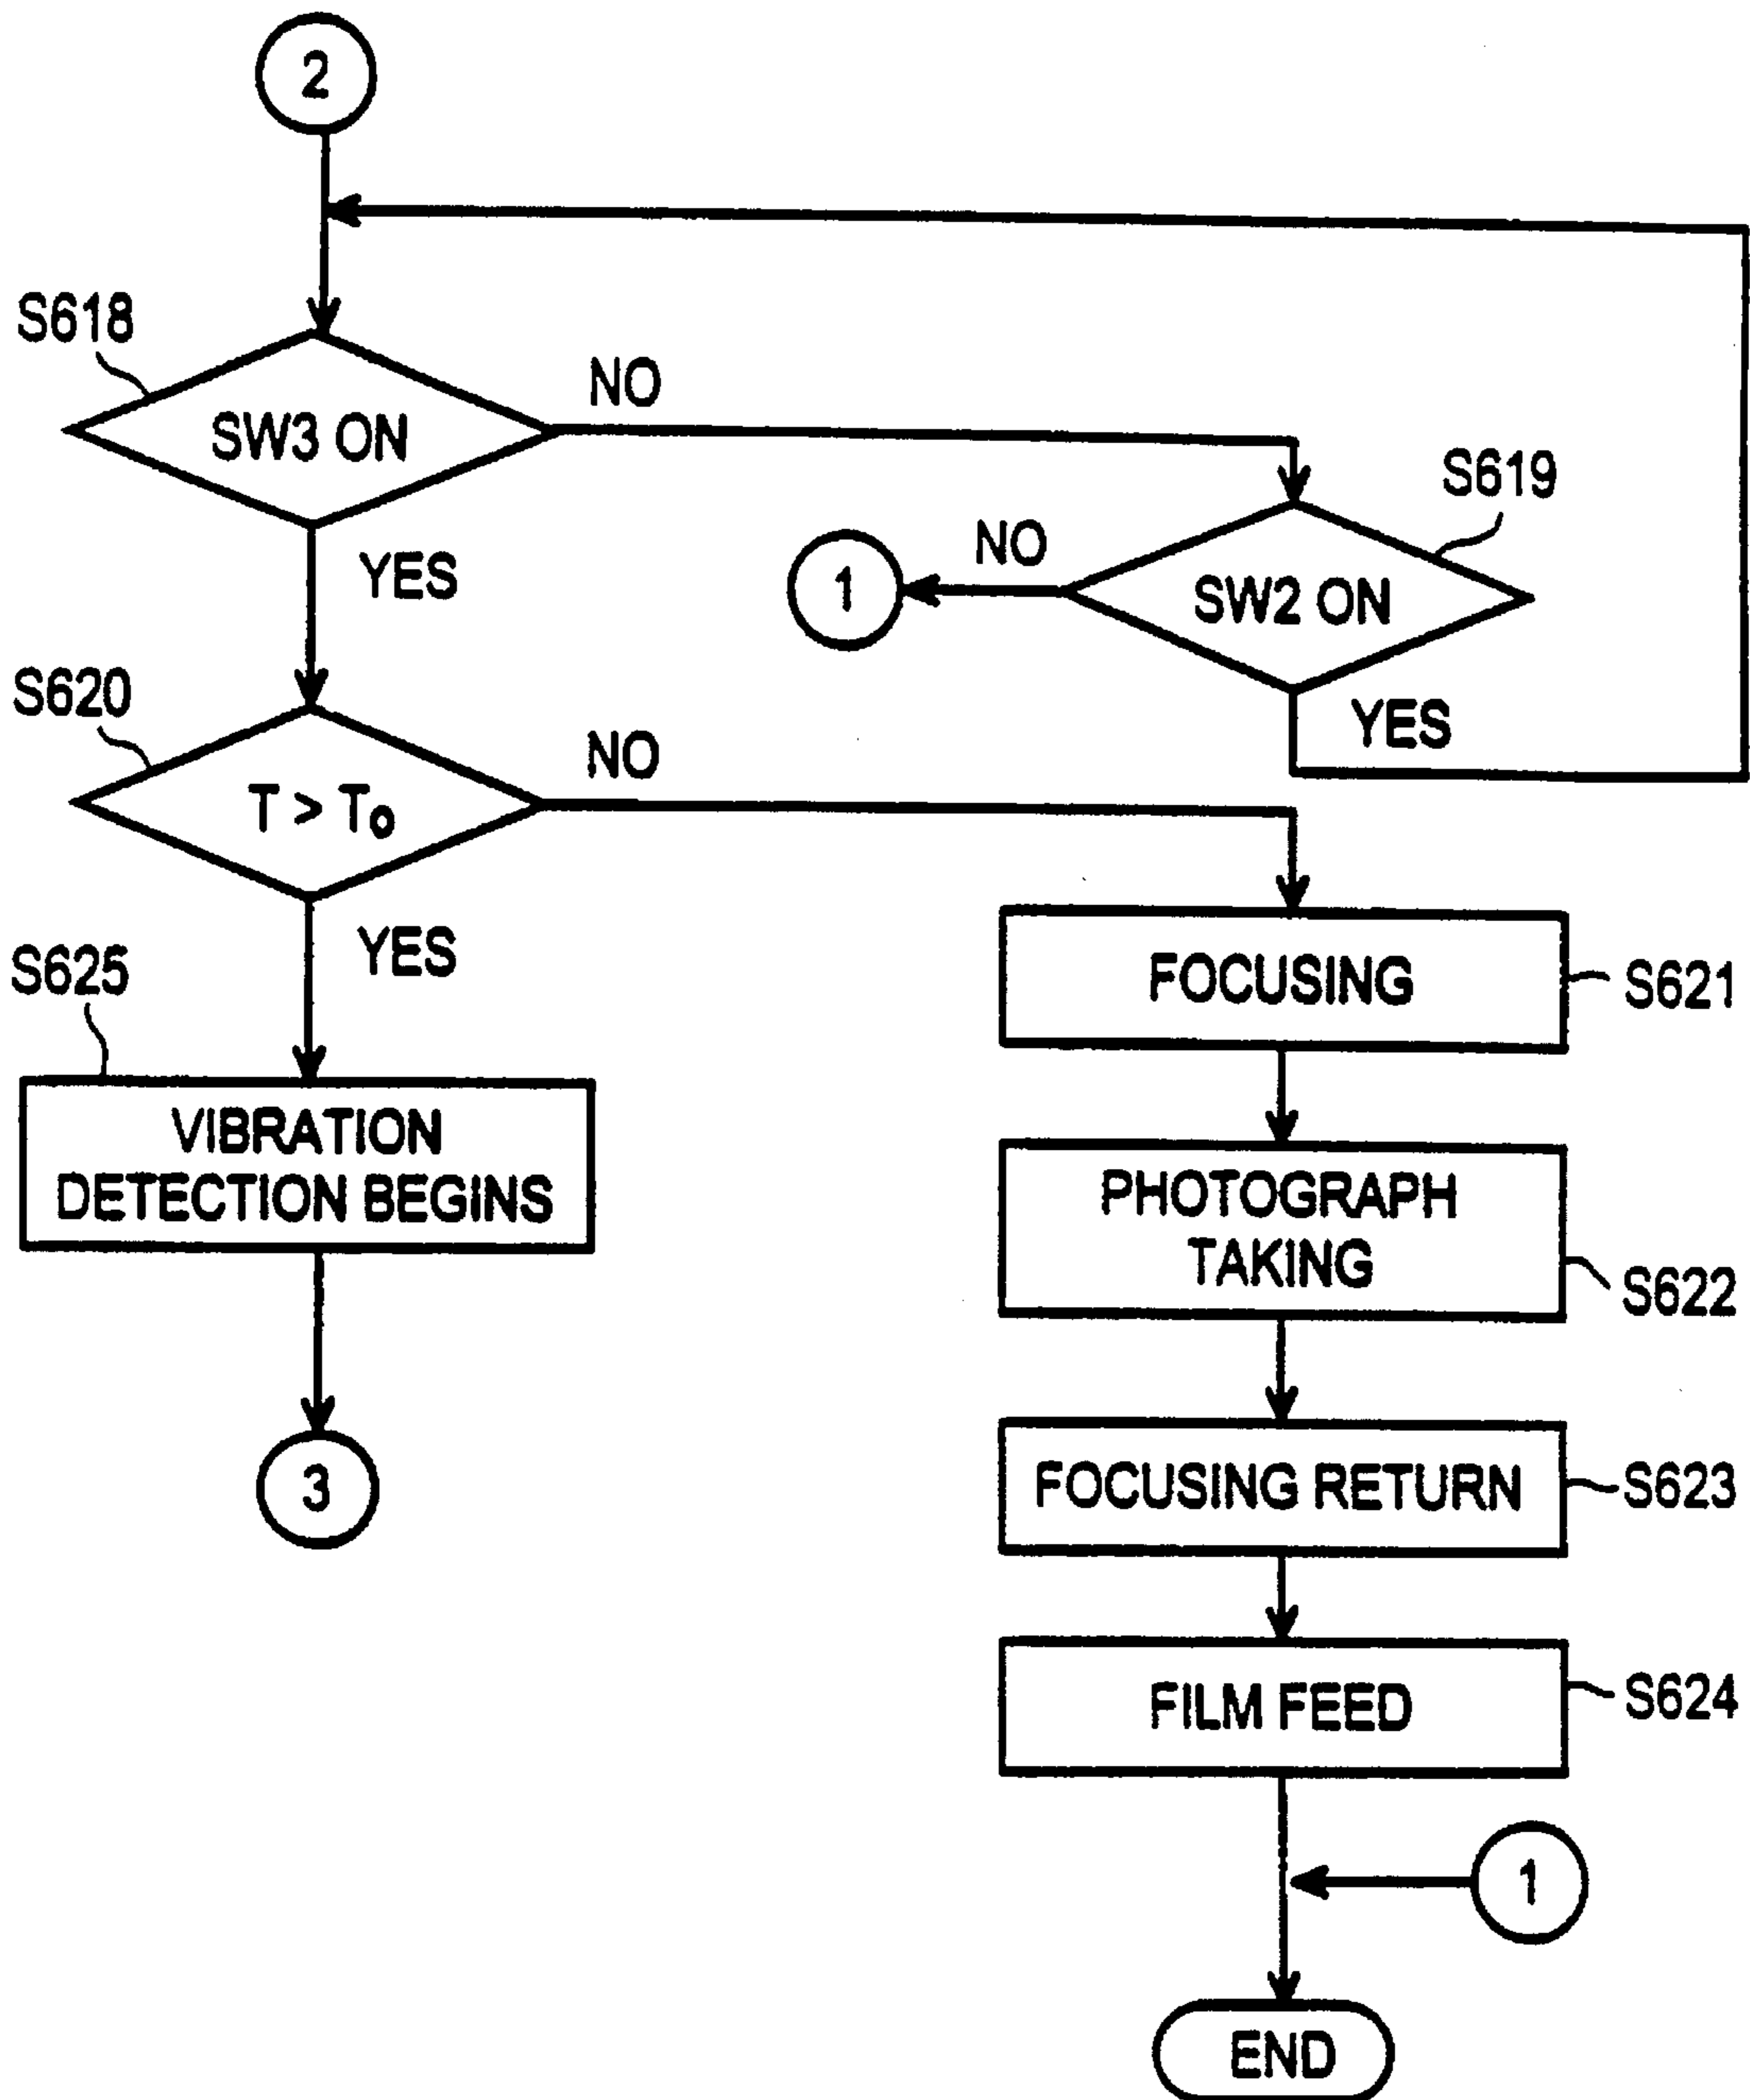 2
S618
SW3 ON
NO
YES
S619
NO
1
SW2 ON
YES
S620
T > To
NO
YES
S625
VIBRATION
DETECTION BEGINS
3
FOCUSING
S621
PHOTOGRAPH
TAKING
S622
FOCUSING RETURN
S623
FILM FEED
S624
1
END